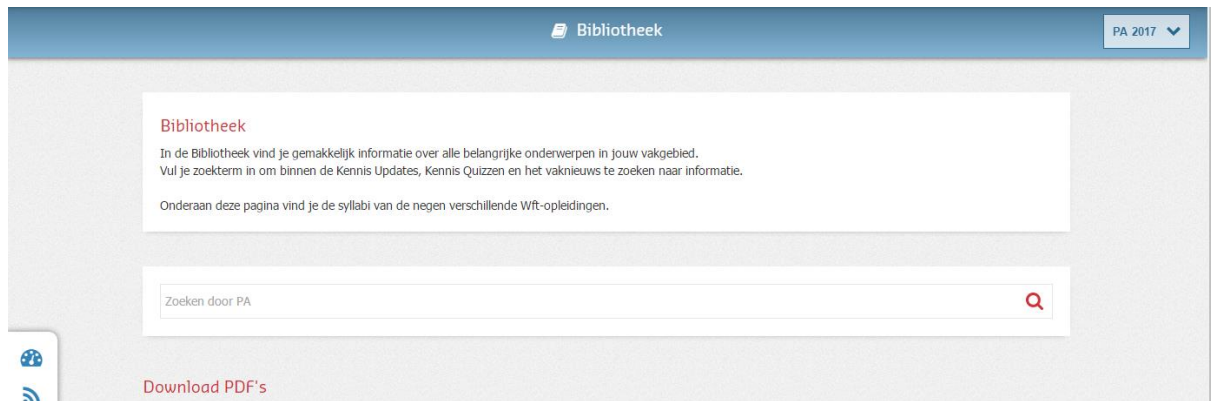 Bibliotheek
PA 2017
Bibliotheek
In de Bibliotheek vind je gemakkelijk informatie over alle belangrijke onderwerpen in jouw vakgebied.
Vul je zoekterm in om binnen de Kennis Updates, Kennis Quizzen en het vaknieuws te zoeken naar informatie.
Onderaan deze pagina vind je de syllabi van de negen verschillende Wft-opleidingen.
Zoeken door PA
Download PDF's